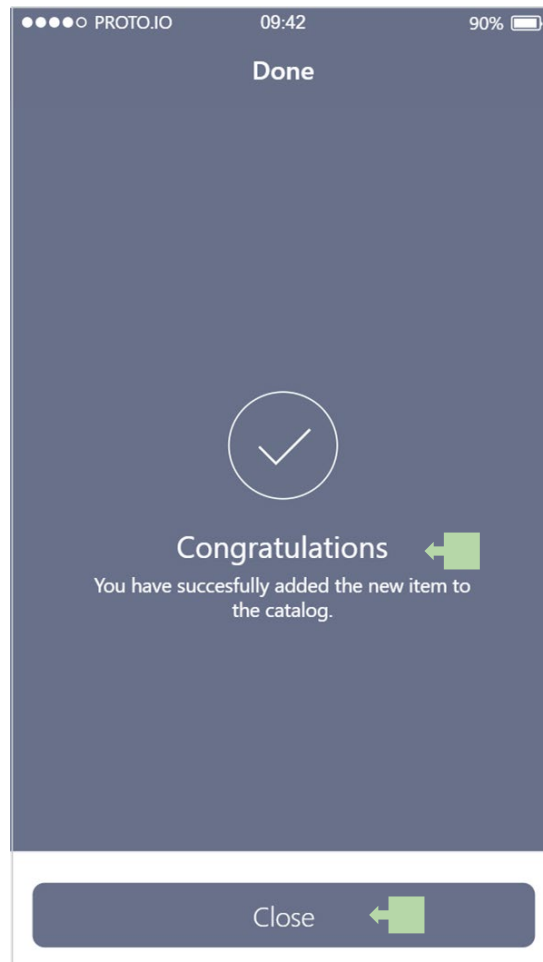 PROTO.IO 09:42 90%
Done
Congratulations
You have succesfully added the new item to
the catalog.
Close